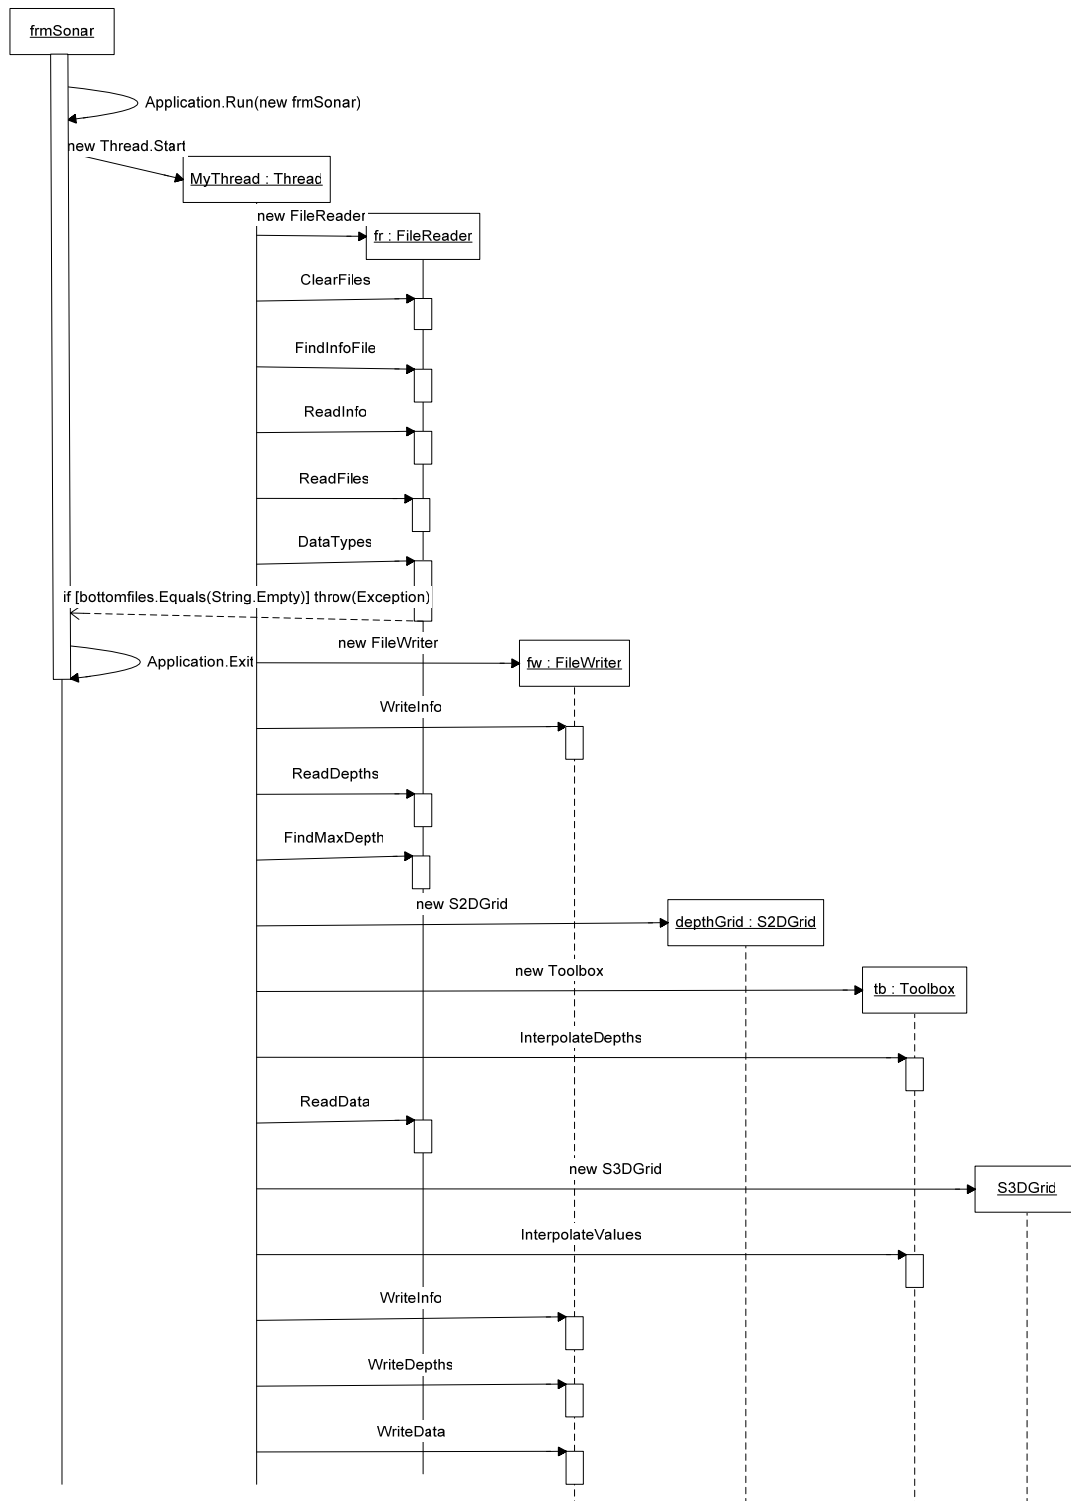 frmSonar
Application.Run(new frmSonar)
new Thread.Start
MyThread : Thread
new FileReader
fr : FileReader
ClearFiles
FindInfoFile
ReadInfo
ReadFiles
DataTypes
if [bottomfiles.Equals(String.Empty)] throw(Exception)
new FileWriter
Application.Exit
fw : FileWriter
WriteInfo
ReadDepths
FindMaxDepth
new S2DGrid
depthGrid : S2DGrid
new Toolbox
tb : Toolbox
InterpolateDepths
ReadData
new S3DGrid
S3DGrid
InterpolateValues
WriteInfo
WriteDepths
WriteData